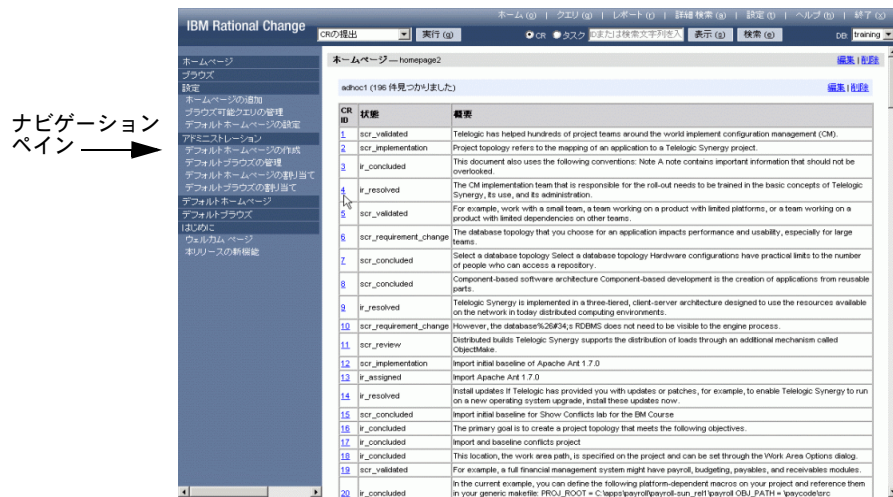 IBM Rational Change
ホーム(o) | クエリ(q) | レポート(t) | 詳細検索(a) | 設定(i) | ヘルプ(h) | 終了(x)
CRの提出 実行(g) CR タスク IDまたは検索文字列を入 表示(s) 検索(e) DB: training
ナビゲーション
ペイン
ホームページ
ブラウズ
設定
ホームページの追加
ブラウズ可能クエリの管理
デフォルトホームページの設定
アドミニストレーション
デフォルトホームページの作成
デフォルトブラウズの管理
デフォルトホームページの割り当て
デフォルトブラウズの割り当て
デフォルトホームページ
デフォルトブラウズ
はじめに
ウェルカム ページ
本リリースの新機能
ホームページ — homepage2 編集 | 削除
adhoc1 (196 件見つかりました) 編集 | 削除
CR ID 状態 概要
1 scr_validated Telelogic has helped hundreds of project teams around the world implement configuration management (CM).
2 scr_implementation Project topology refers to the mapping of an application to a Telelogic Synergy project.
3 ir_concluded This document also uses the following conventions: Note A note contains important information that should not be
overlooked.
4 ir_resolved The CM implementation team that is responsible for the roll-out needs to be trained in the basic concepts of Telelogic
Synergy, its use, and its administration.
5 scr_validated For example, work with a small team, a team working on a product with limited platforms, or a team working on a
product with limited dependencies on other teams.
6 scr_requirement_change The database topology that you choose for an application impacts performance and usability, especially for large
teams.
7 scr_concluded Select a database topology Select a database topology Hardware configurations have practical limits to the number
of people who can access a repository.
8 scr_concluded Component-based software architecture Component-based development is the creation of applications from reusable
parts.
9 ir_resolved Telelogic Synergy is implemented in a three-tiered, client-server architecture designed to use the resources available
on the network in today distributed computing environments.
10 scr_requirement_change However, the database%26#34;s RDBMS does not need to be visible to the engine process.
11 scr_review Distributed builds Telelogic Synergy supports the distribution of loads through an additional mechanism called
ObjectMake.
12 scr_implementation Import initial baseline of Apache Ant 1.7.0
13 ir_assigned Import Apache Ant 1.7.0
14 ir_resolved Install updates If Telelogic has provided you with updates or patches, for example, to enable Telelogic Synergy to run
on a new operating system upgrade, install these updates now.
15 scr_concluded Import initial baseline for Show Conflicts lab for the BM Course
16 ir_concluded The primary goal is to create a project topology that meets the following objectives.
17 ir_concluded Import and baseline conflicts project
18 ir_concluded This location, the work area path, is specified on the project and can be set through the Work Area Options dialog.
19 scr_validated For example, a full financial management system might have payroll, budgeting, payables, and receivables modules.
20 ir_concluded In the current example, you can define the following platform-dependent macros on your project and reference them
in your generic makefile: PROJ_ROOT = C:\apps\payroll\payroll-sun_rel1\payroll OBJ_PATH = \paycode\src